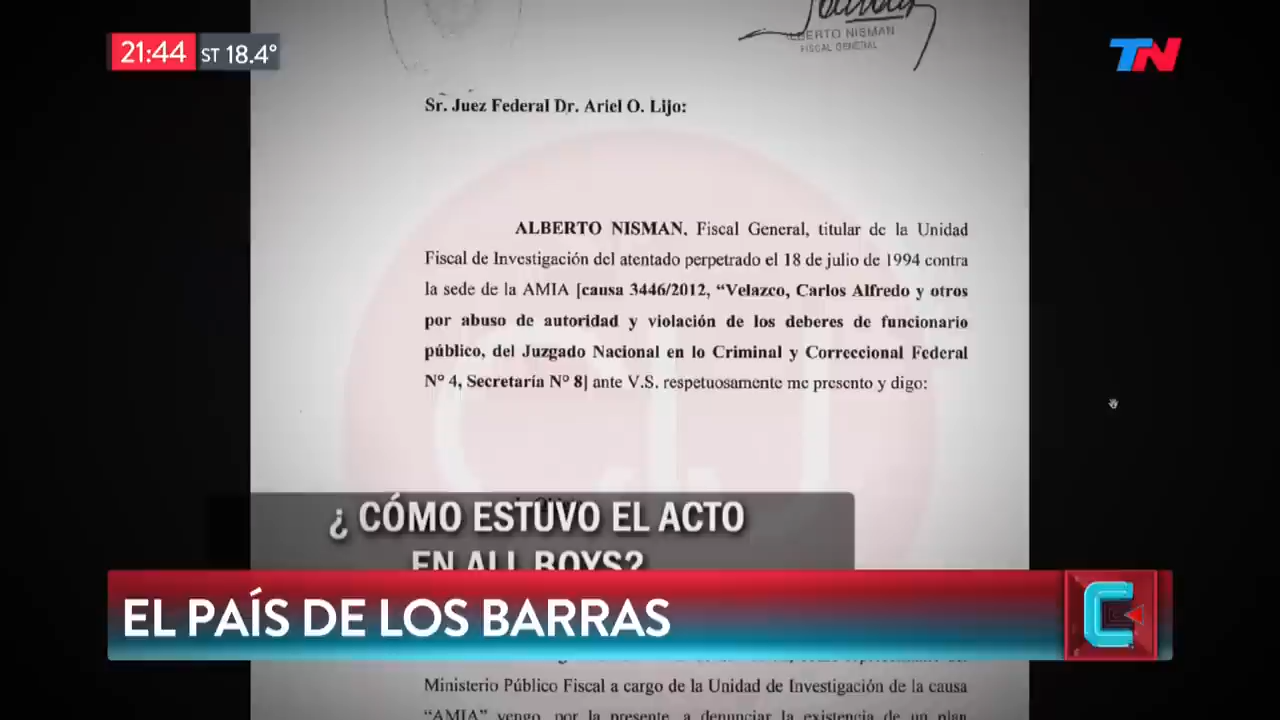 21:44 ST 18.4°
TN
ALBERTO NISMAN
FISCAL GENERAL
Sr. Juez Federal Dr. Ariel O. Lijo:
ALBERTO NISMAN, Fiscal General, titular de la Unidad
Fiscal de Investigación del atentado perpetrado el 18 de julio de 1994 contra
la sede de la AMIA [causa 3446/2012, “Velazco, Carlos Alfredo y otros
por abuso de autoridad y violación de los deberes de funcionario
público, del Juzgado Nacional en lo Criminal y Correccional Federal
Nº 4, Secretaría Nº 8] ante V.S. respetuosamente me presento y digo:
¿ CÓMO ESTUVO EL ACTO
EN ALL BOYS?
EL PAÍS DE LOS BARRAS
C
Ministerio Público Fiscal a cargo de la Unidad de Investigación de la causa
“AMIA” vengo, por la presente, a denunciar la existencia de un plan